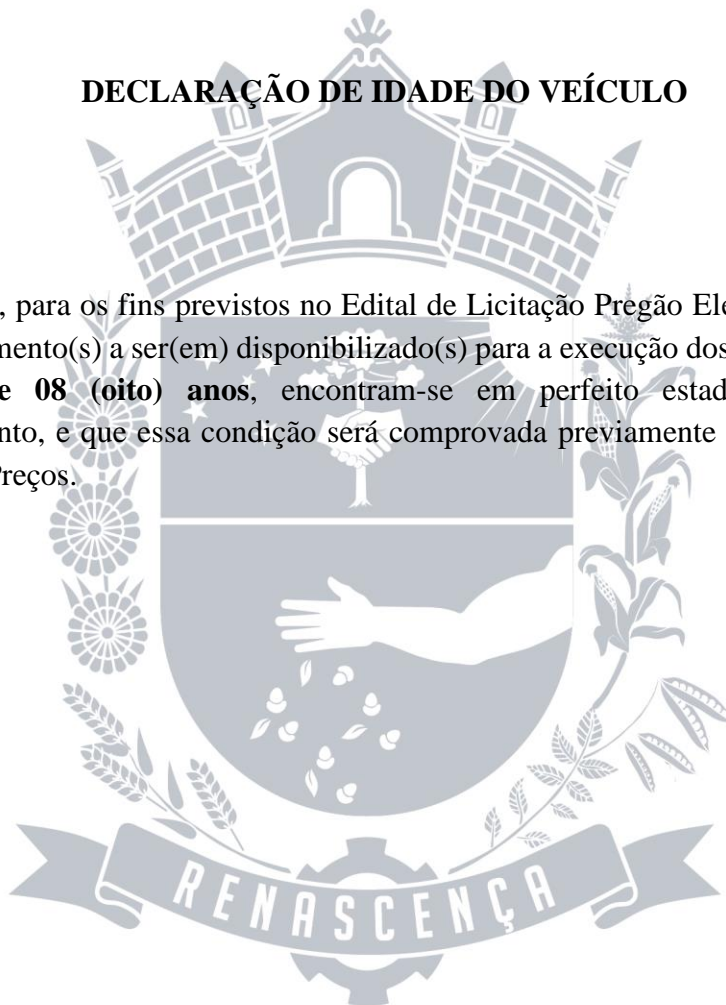 DECLARAÇÃO DE IDADE DO VEÍCULO
, para os fins previstos no Edital de Licitação Pregão Ele
mento(s) a ser(em) disponibilizado(s) para a execução dos
e 08 (oito) anos, encontram-se em perfeito estad
nto, e que essa condição será comprovada previamente
Preços.
RENASCENÇA